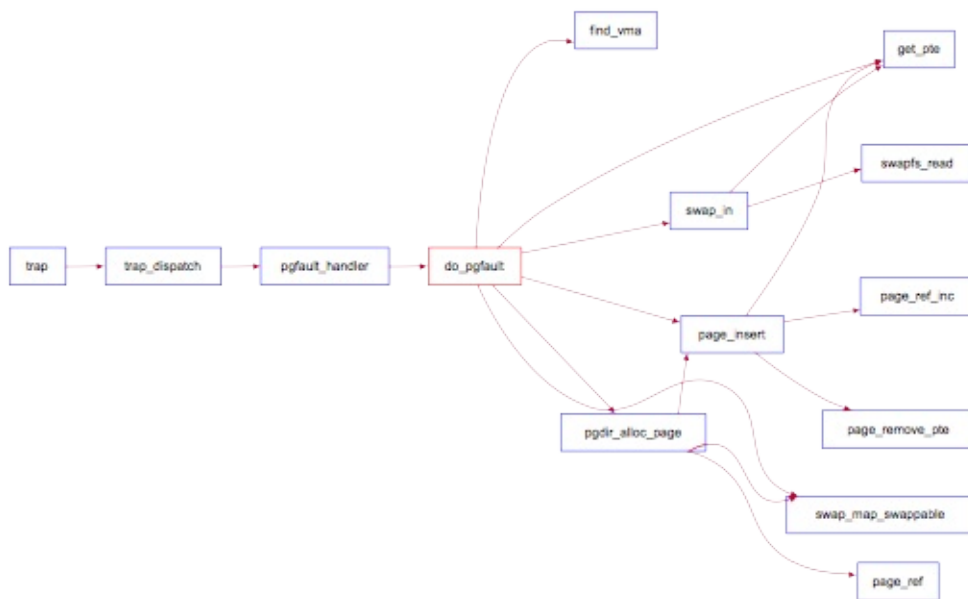 find_vma
get_pte
swapfs_read
swap_in
trap
trap_dispatch
pgfault_handler
do_pgfault
page_ref_inc
page_insert
pgdir_alloc_page
page_remove_pte
swap_map_swappable
page_ref